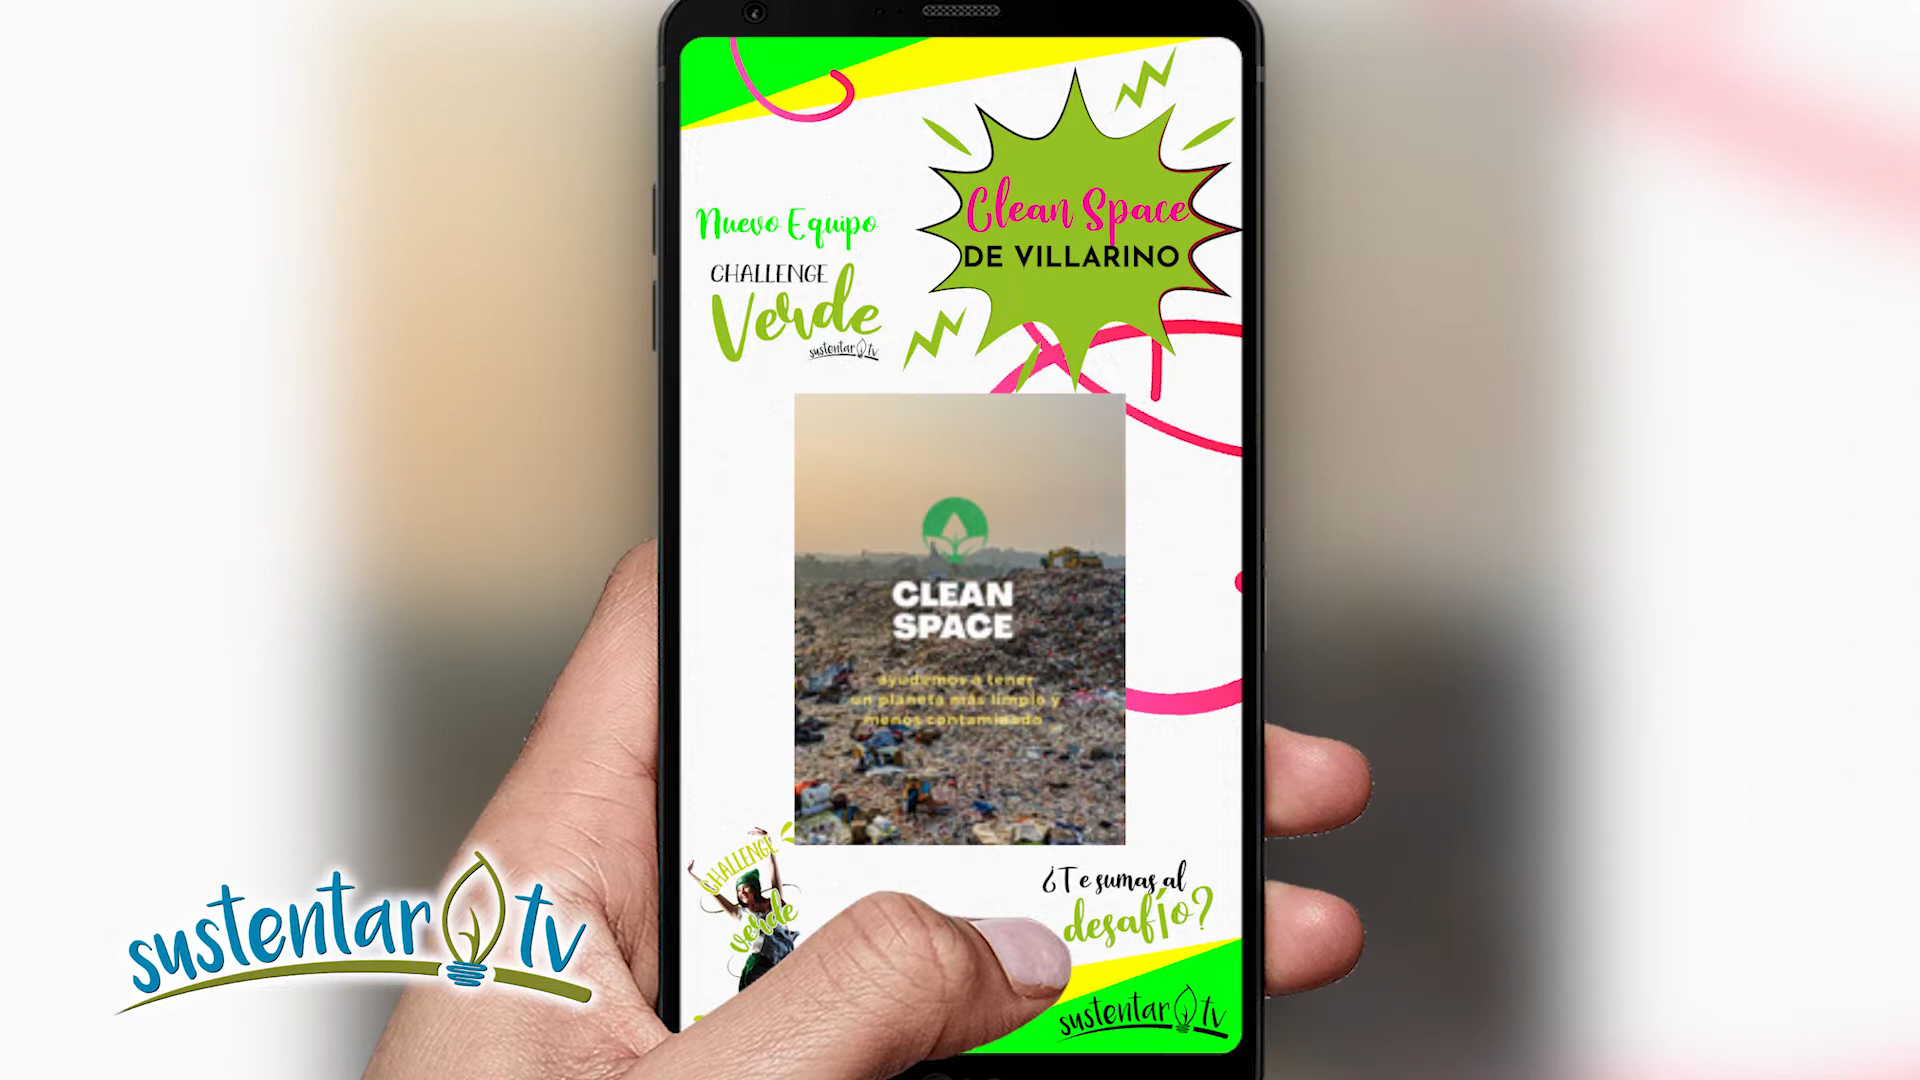 Nuevo Equipo
CHALLENGE
Verde
sustentar tv
Clean Space
DE VILLARINO
CLEAN
SPACE
ayudemos a tener
un planeta más limpio y
menos contaminado
CHALLENGE
verde
¿Te sumas al
desafío?
sustentar tv
sustentar tv